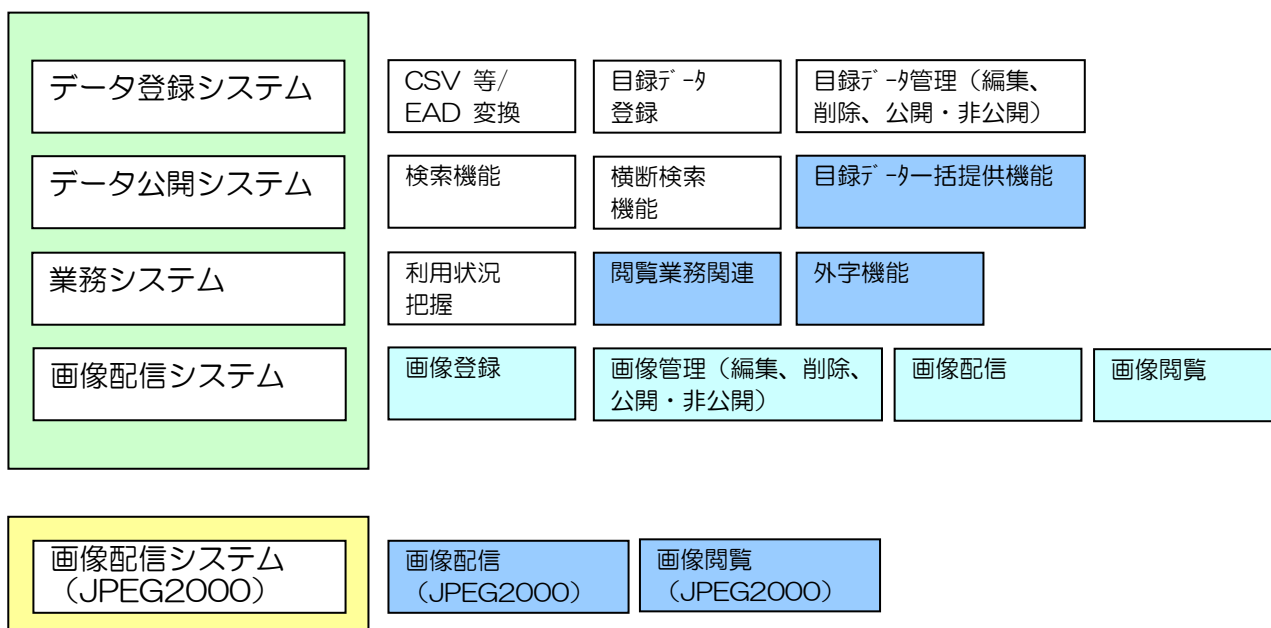 データ登録システム
CSV 等/
EAD 変換
目録ﾃﾞｰﾀ
登録
目録ﾃﾞｰﾀ管理（編集、
削除、公開・非公開）
データ公開システム
検索機能
横断検索
機能
目録ﾃﾞｰﾀ一括提供機能
業務システム
利用状況
把握
閲覧業務関連
外字機能
画像配信システム
画像登録
画像管理（編集、削除、
公開・非公開）
画像配信
画像閲覧
画像配信システム
（JPEG2000）
画像配信
（JPEG2000）
画像閲覧
（JPEG2000）